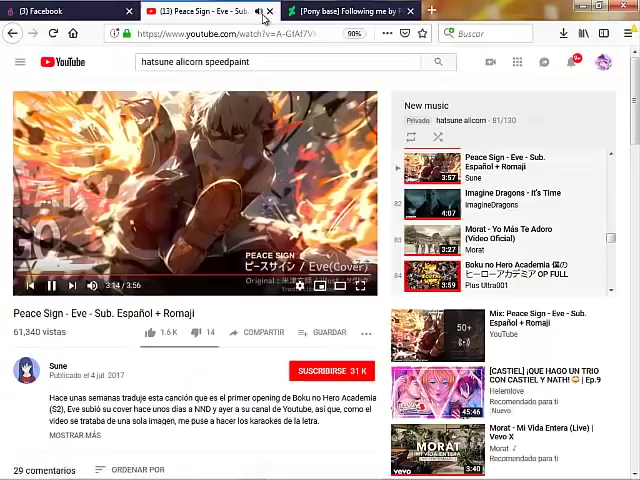 (3) Facebook
(13) Peace Sign - Eve - Sub.
[Pony base] Following me by P
https://www.youtube.com/watch?v=A-GfAf7V
90%
Buscar
YouTube
hatsune alicorn speedpaint
9+
PEACE SIGN
ピースサイン / Eve(Cover)
3:14 / 3:56
Peace Sign - Eve - Sub. Español + Romaji
61,340 vistas
1.6 K
14
COMPARTIR
GUARDAR
Sune
Publicado el 4 jul. 2017
SUSCRIBIRSE 31 K
Hace unas semanas traduje esta canción que es el primer opening de Boku no Hero Academia
(S2), Eve subió su cover hace unos días a NND y ayer a su canal de Youtube, así que, como el
video se trataba de una sola imagen, me puse a hacer los karaokes de la letra.
MOSTRAR MÁS
29 comentarios
ORDENAR POR
New music
Privado
hatsune alicorn - 81/130
3:57
Peace Sign - Eve - Sub.
Español + Romaji
Sune
82
4:07
Imagine Dragons - It's Time
ImagineDragons
83
3:27
Morat - Yo Más Te Adoro
(Video Oficial)
Morat
84
3:59
Boku no Hero Academia 僕の
ヒーローアカデミア OP FULL
Plus Ultra001
50+
Mix: Peace Sign - Eve - Sub.
Español + Romaji
YouTube
45:46
[CASTIEL] ¡QUE HAGO UN TRIO
CON CASTIEL Y NATH! | Ep.9
Helemlove
Recomendado para ti
Nuevo
MORAT
vevo
3:40
Morat - Mi Vida Entera (Live) |
Vevo X
Morat
Recomendado para ti